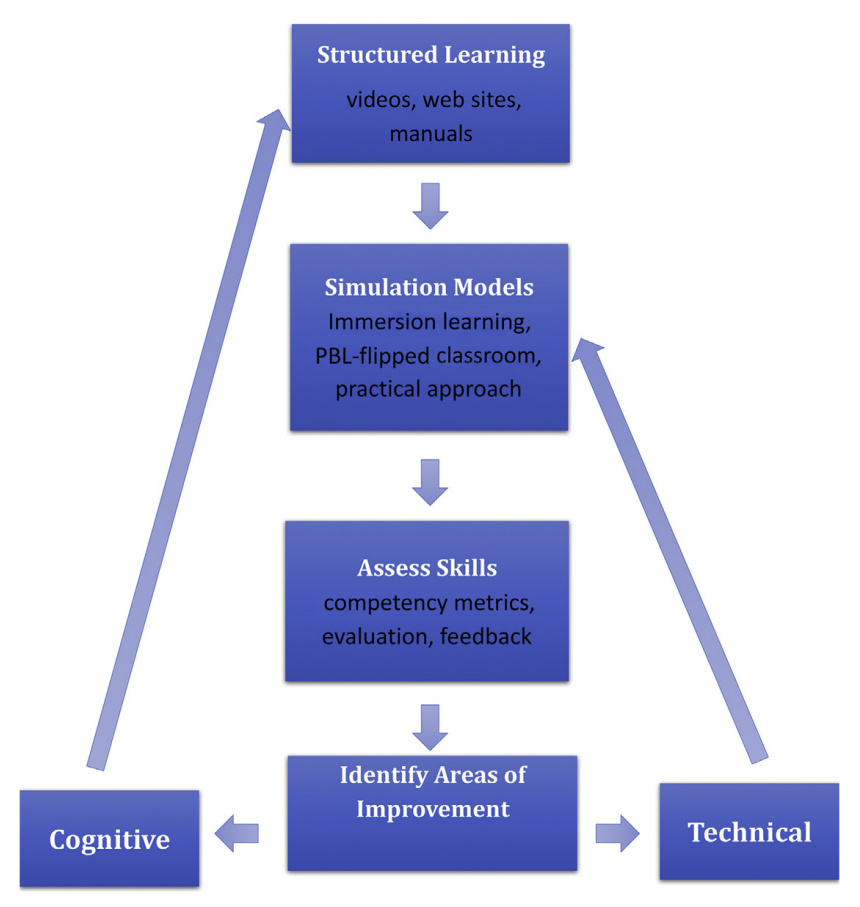 Structured Learning
videos, web sites,
manuals
Simulation Models
Immersion learning,
PBL-flipped classroom,
practical approach
Assess Skills
competency metrics,
evaluation, feedback
Identify Areas of
Improvement
Cognitive
Technical